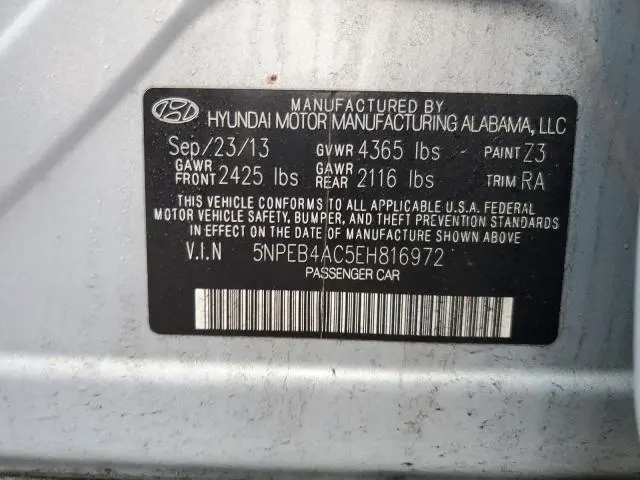 MANUFACTURED BY
HYUNDAI MOTOR MANUFACTURING ALABAMA, LLC
Sep/23/13 GVWR 4365 lbs PAINT Z3
GAWR FRONT 2425 lbs GAWR REAR 2116 lbs TRIM RA
THIS VEHICLE CONFORMS TO ALL APPLICABLE U.S.A. FEDERAL
MOTOR VEHICLE SAFETY, BUMPER, AND THEFT PREVENTION STANDARDS
IN EFFECT ON THE DATE OF MANUFACTURE SHOWN ABOVE
V.I.N 5NPEB4AC5EH816972
PASSENGER CAR